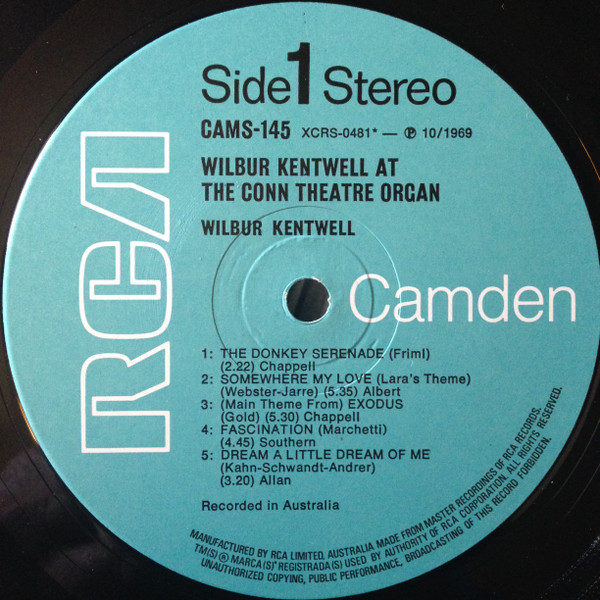 Side 1 Stereo
CAMS-145 XCRS-0481* — ℗ 10/1969
WILBUR KENTWELL AT
THE CONN THEATRE ORGAN
WILBUR KENTWELL
RCA
Camden
1: THE DONKEY SERENADE (Friml)
(2.22) Chappell
2: SOMEWHERE MY LOVE (Lara's Theme)
(Webster-Jarre) (5.35) Albert
3: (Main Theme From) EXODUS
(Gold) (5.30) Chappell
4: FASCINATION (Marchetti)
(4.45) Southern
5: DREAM A LITTLE DREAM OF ME
(Kahn-Schwandt-Andrer)
(3.20) Allan
Recorded in Australia
MANUFACTURED BY RCA LIMITED, AUSTRALIA MADE FROM MASTER RECORDINGS OF RCA RECORDS.
TM(S) ® MARCA(S) REGISTRADA(S) USED BY AUTHORITY OF RCA CORPORATION. ALL RIGHTS RESERVED.
UNAUTHORIZED COPYING, PUBLIC PERFORMANCE, BROADCASTING OF THIS RECORD FORBIDDEN.